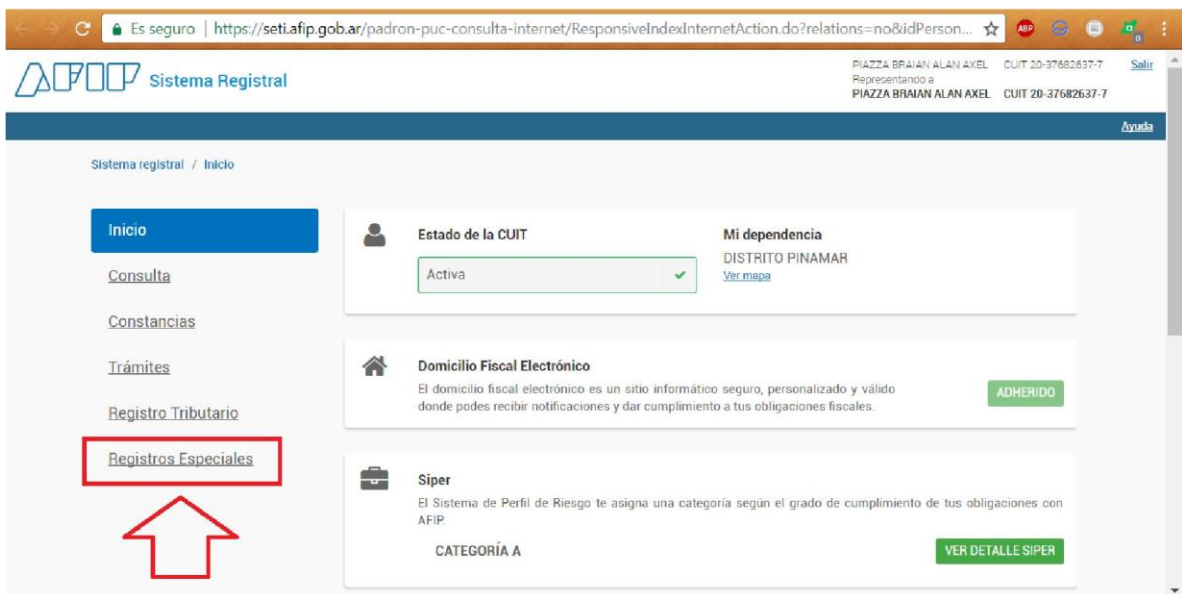 Es seguro | https://seti.afip.gob.ar/padron-puc-consulta-internet/ResponsiveIndexInternetAction.do?relations=no&idPerson...
ABP
AFIP Sistema Registral
PIAZZA BRAIAN ALAN AXEL CUIT 20-37682637-7 Salir
Representando a
PIAZZA BRAIAN ALAN AXEL CUIT 20-37682637-7
Ayuda
Sistema registral / Inicio
Inicio
Consulta
Constancias
Trámites
Registro Tributario
Registros Especiales
Estado de la CUIT
Activa
Mi dependencia
DISTRITO PINAMAR
Ver mapa
Domicilio Fiscal Electrónico
El domicilio fiscal electrónico es un sitio informático seguro, personalizado y válido
donde podes recibir notificaciones y dar cumplimiento a tus obligaciones fiscales.
ADHERIDO
Siper
El Sistema de Perfil de Riesgo te asigna una categoría según el grado de cumplimiento de tus obligaciones con
AFIP.
CATEGORÍA A
VER DETALLE SIPER